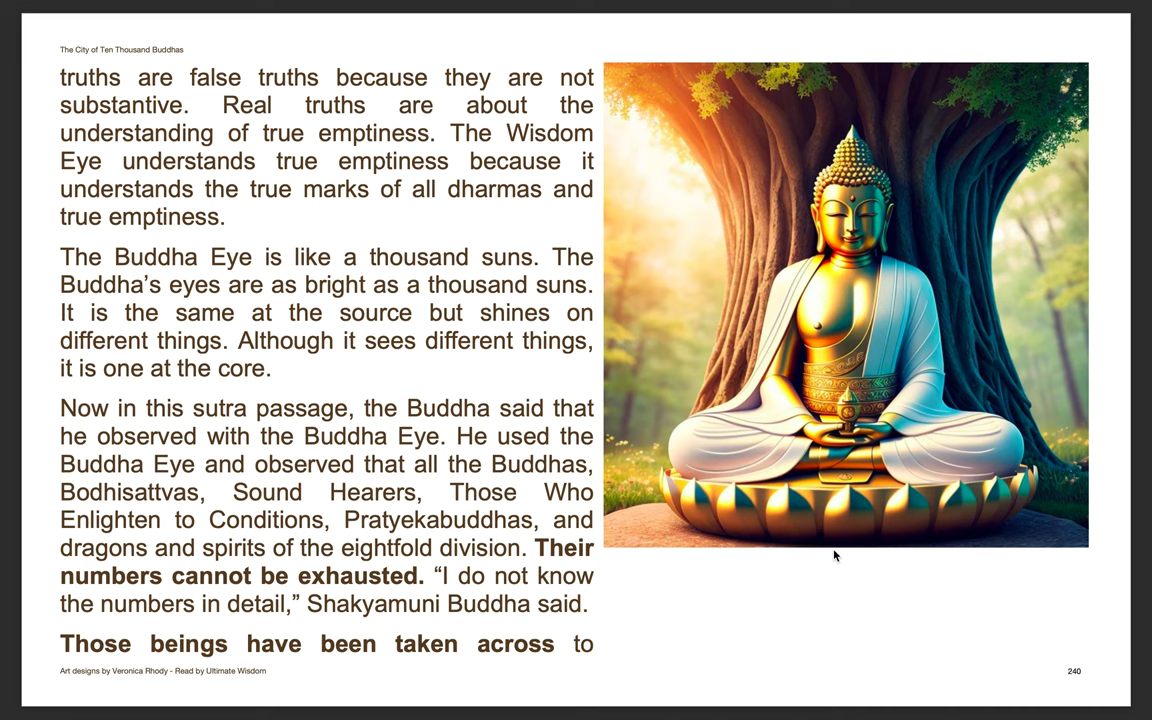 The City of Ten Thousand Buddhas
truths are false truths because they are not
substantive. Real truths are about the
understanding of true emptiness. The Wisdom
Eye understands true emptiness because it
understands the true marks of all dharmas and
true emptiness.
The Buddha Eye is like a thousand suns. The
Buddha’s eyes are as bright as a thousand suns.
It is the same at the source but shines on
different things. Although it sees different things,
it is one at the core.
Now in this sutra passage, the Buddha said that
he observed with the Buddha Eye. He used the
Buddha Eye and observed that all the Buddhas,
Bodhisattvas, Sound Hearers, Those Who
Enlighten to Conditions, Pratyekabuddhas, and
dragons and spirits of the eightfold division. Their
numbers cannot be exhausted. “I do not know
the numbers in detail,” Shakyamuni Buddha said.
Those beings have been taken across to
Art designs by Veronica Rhody - Read by Ultimate Wisdom
240